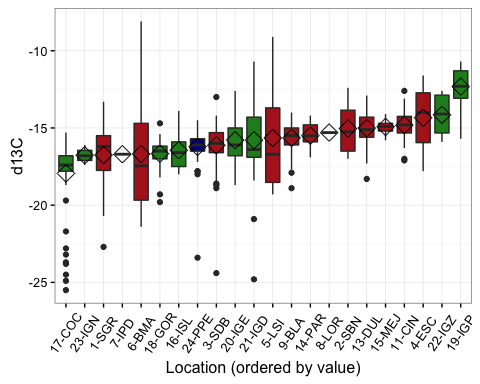 d13C
-10
-15
-20
-25
17-COC
23-IGN
1-SGR
7-IPD
6-BMA
18-GOR
16-ISL
24-PPE
3-SDB
20-IGE
21-IGD
5-LSI
9-BLA
14-PAR
8-LOR
2-SBN
13-DUL
15-MEJ
11-CIN
4-ESC
22-IGZ
19-IGP
Location (ordered by value)